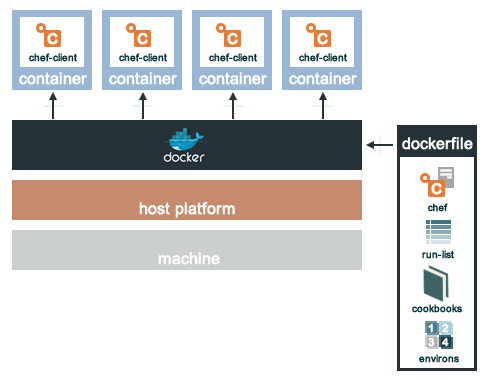 C C C C
chef-client chef-client chef-client chef-client
container container container container
docker
host platform
machine
dockerfile
C
chef
run-list
cookbooks
1 2
3 4
environs